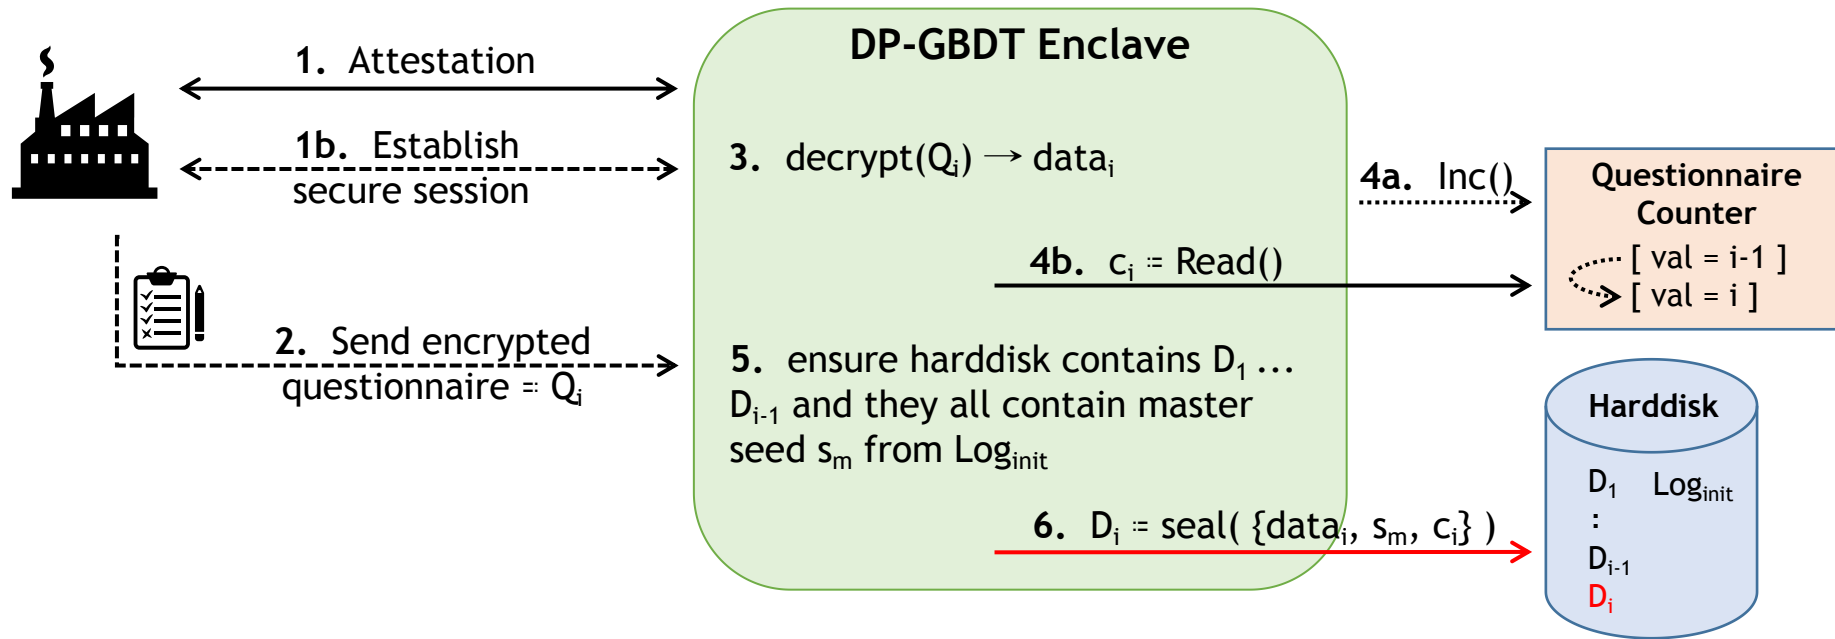 DP-GBDT Enclave
1. Attestation
1b. Establish
secure session
2. Send encrypted
questionnaire = Qᵢ
3. decrypt(Qᵢ) → dataᵢ
4a. Inc()
4b. cᵢ := Read()
Questionnaire
Counter
[ val = i-1 ]
[ val = i ]
5. ensure harddisk contains D₁ ...
Dᵢ₋₁ and they all contain master
seed sₘ from Logᵢₙᵢₜ
6. Dᵢ := seal( {dataᵢ, sₘ, cᵢ} )
Harddisk
D₁ Logᵢₙᵢₜ
:
Dᵢ₋₁
Dᵢ